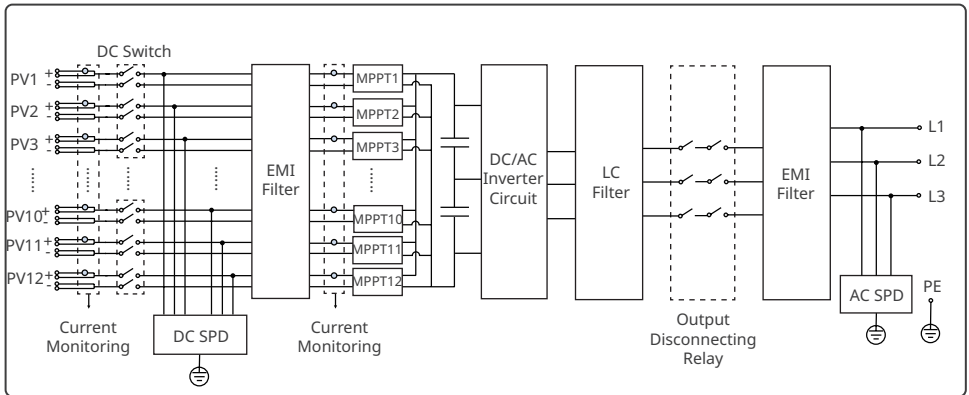 DC Switch
PV1 + -
PV2 + -
PV3 + -
PV10 + -
PV11 + -
PV12 + -
Current
Monitoring
DC SPD
EMI
Filter
Current
Monitoring
MPPT1
MPPT2
MPPT3
MPPT10
MPPT11
MPPT12
DC/AC
Inverter
Circuit
LC
Filter
Output
Disconnecting
Relay
EMI
Filter
L1
L2
L3
AC SPD
PE